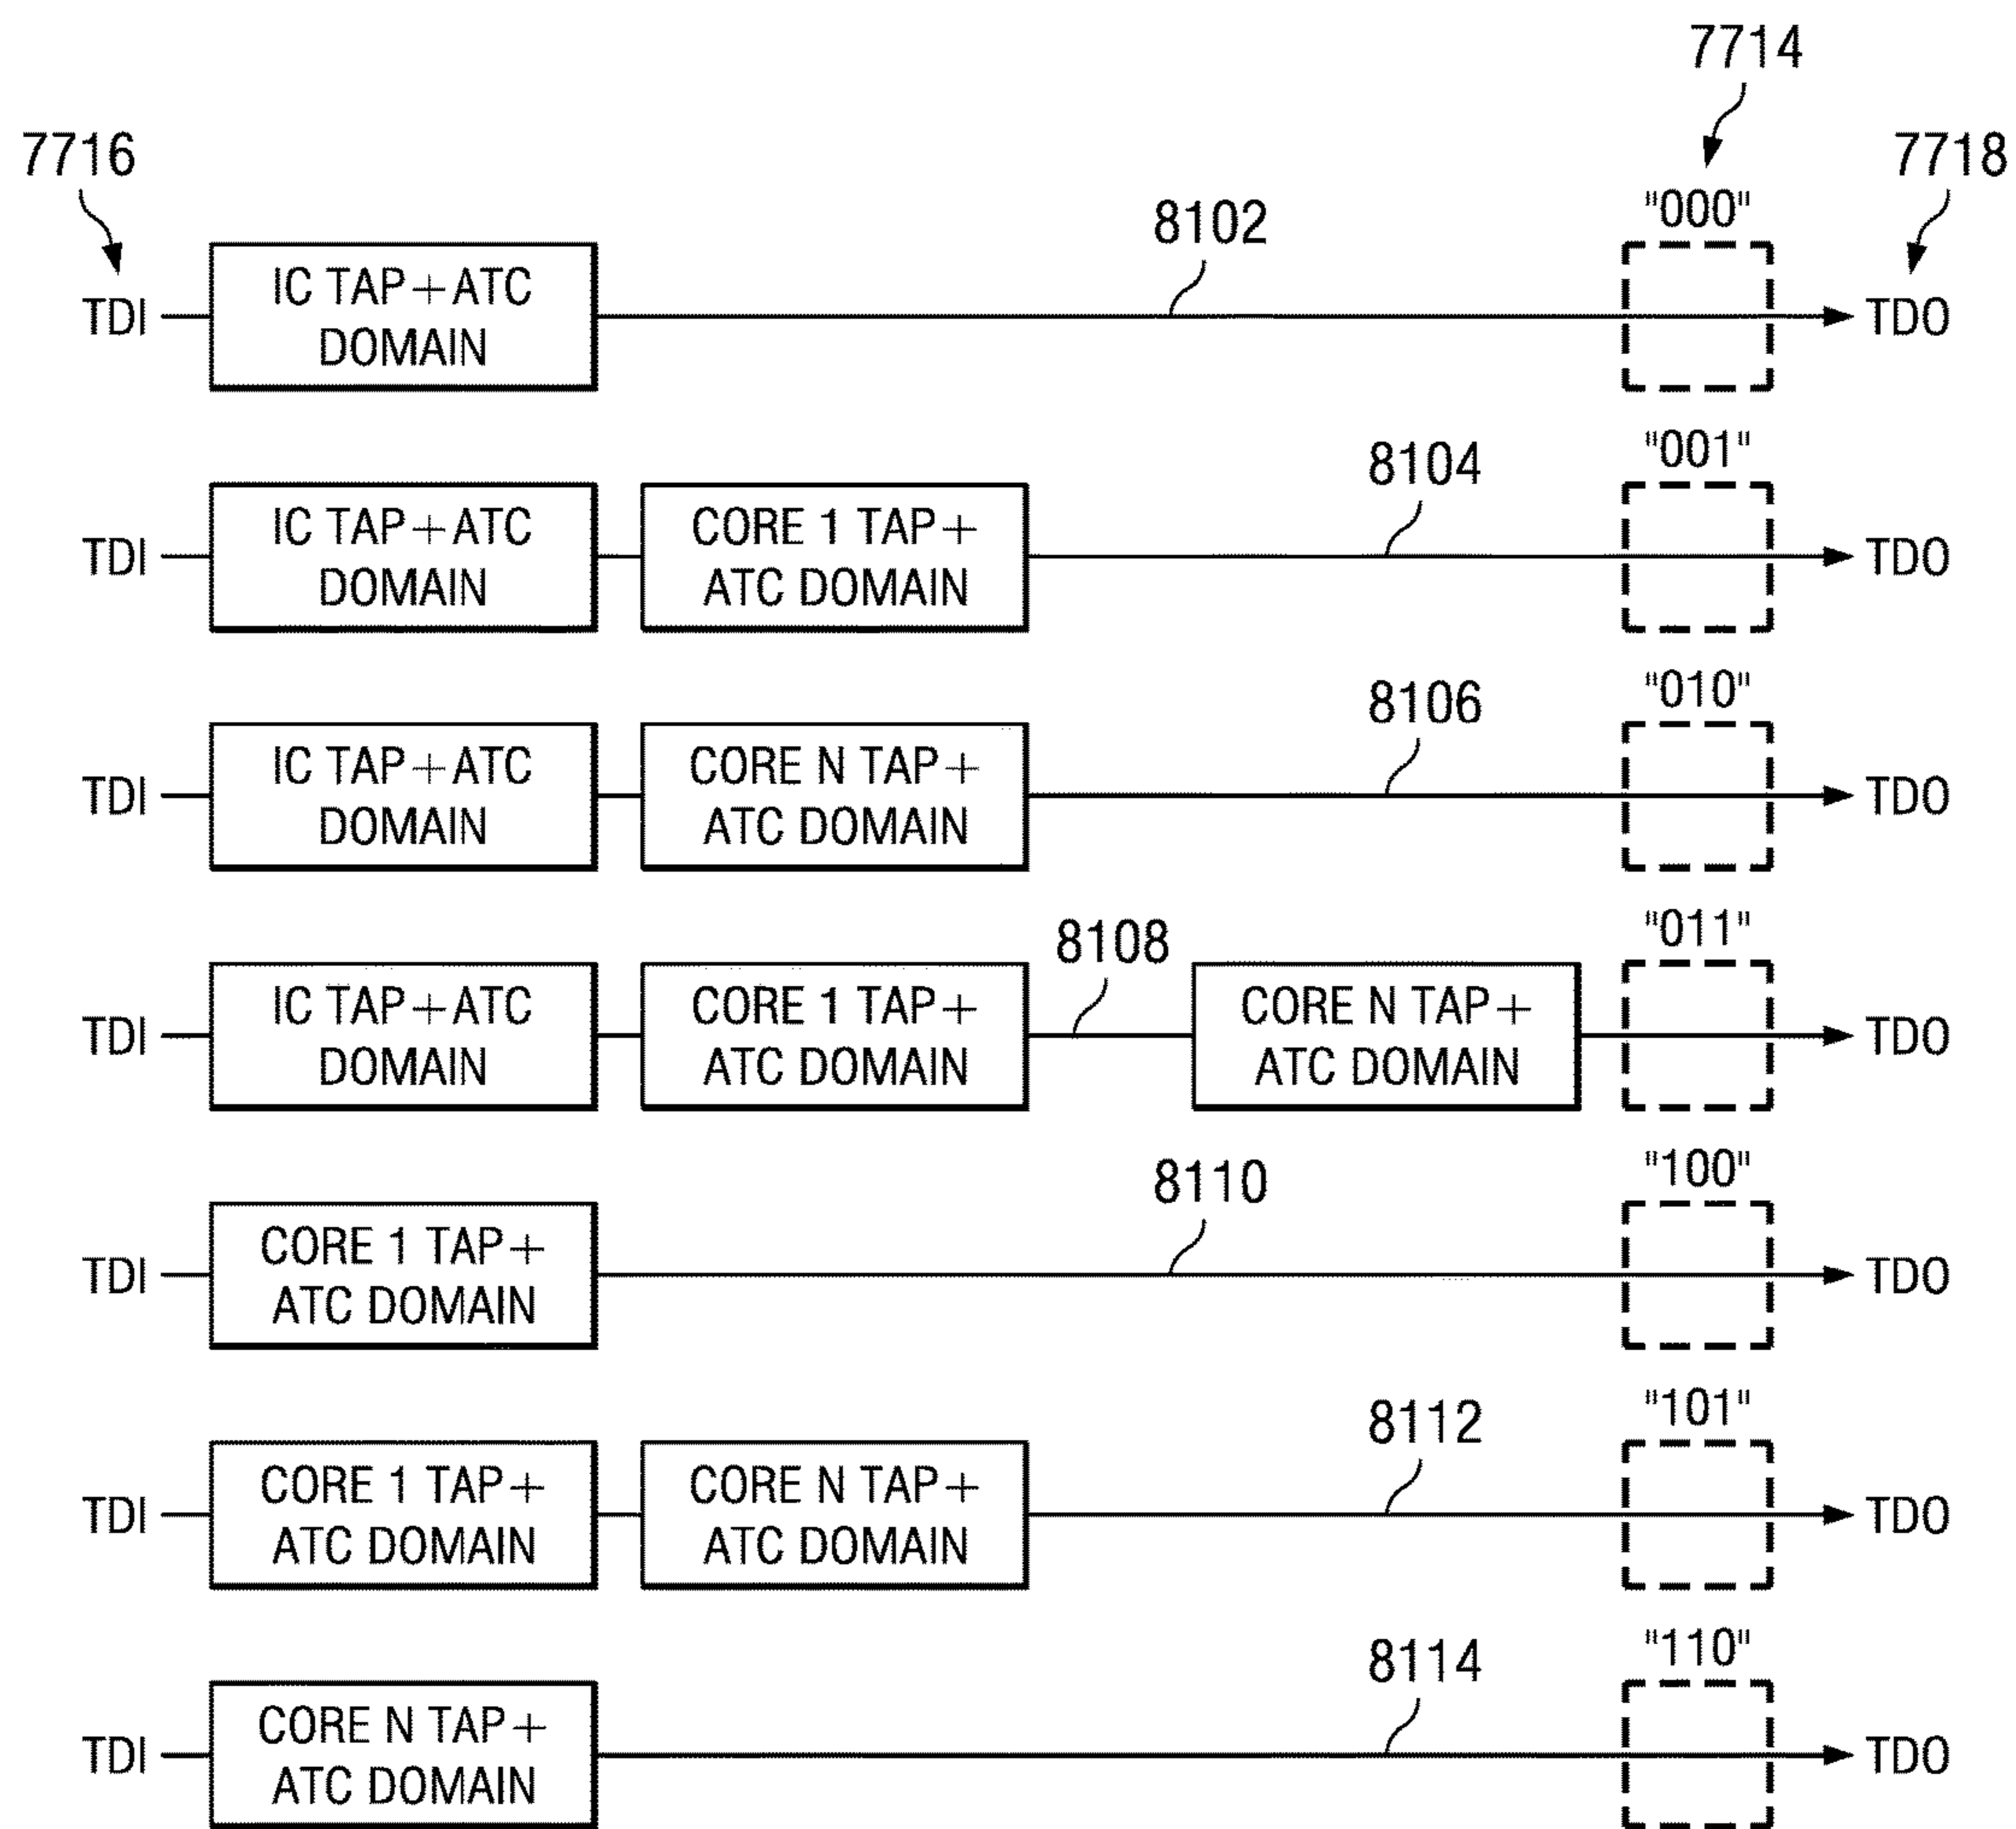 7714
7716
7718
8102
"000"
TDI
IC TAP+ATC
DOMAIN
TDO
8104
"001"
TDI
IC TAP+ATC
DOMAIN
CORE 1 TAP+
ATC DOMAIN
TDO
8106
"010"
TDI
IC TAP+ATC
DOMAIN
CORE N TAP+
ATC DOMAIN
TDO
8108
"011"
TDI
IC TAP+ATC
DOMAIN
CORE 1 TAP+
ATC DOMAIN
CORE N TAP+
ATC DOMAIN
TDO
8110
"100"
TDI
CORE 1 TAP+
ATC DOMAIN
TDO
8112
"101"
TDI
CORE 1 TAP+
ATC DOMAIN
CORE N TAP+
ATC DOMAIN
TDO
8114
"110"
TDI
CORE N TAP+
ATC DOMAIN
TDO